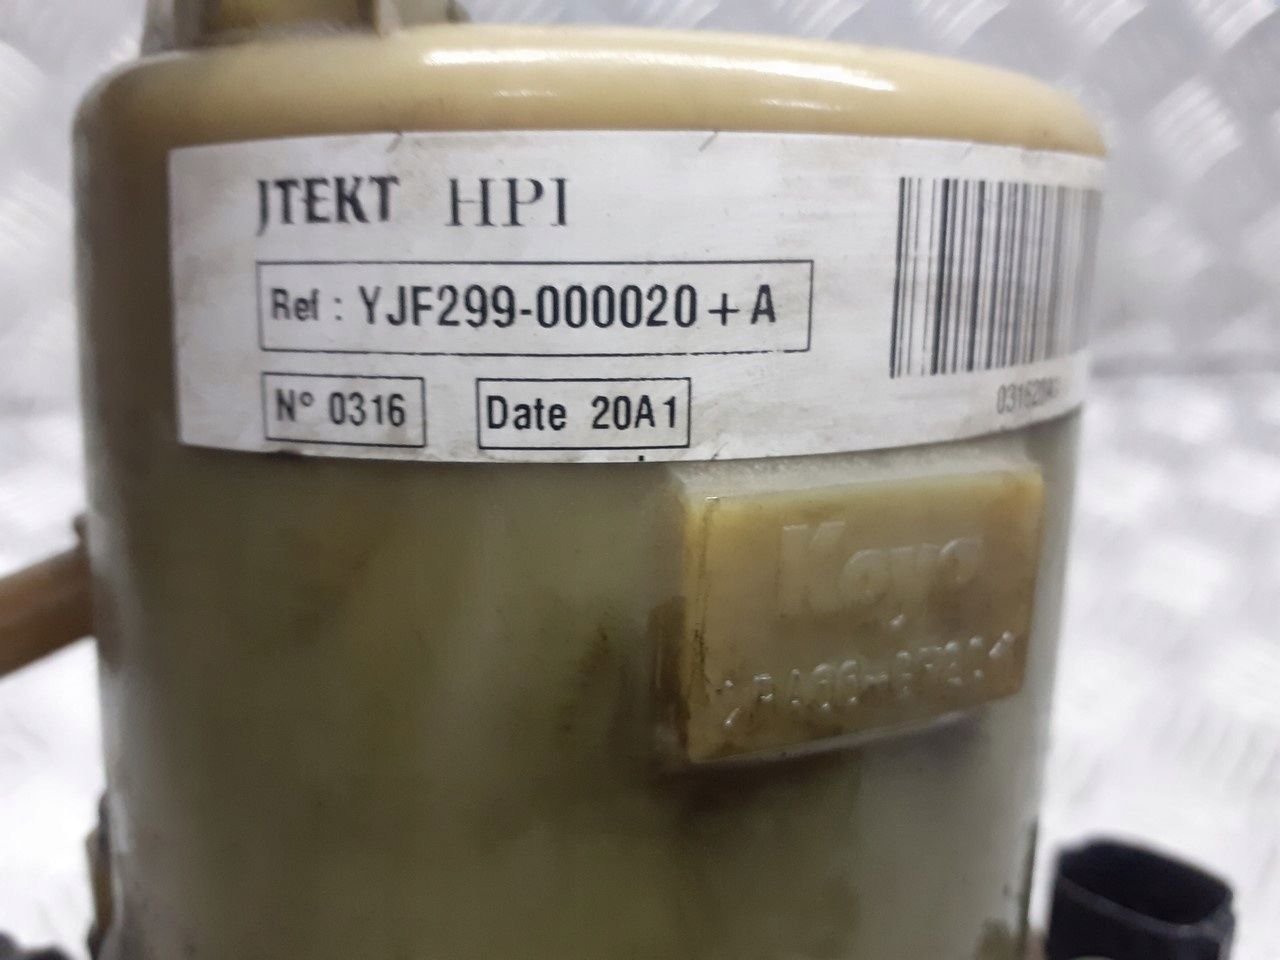 JTEKT HPI
Ref : YJF299-000020 + A
N° 0316
Date 20A1
Koyo